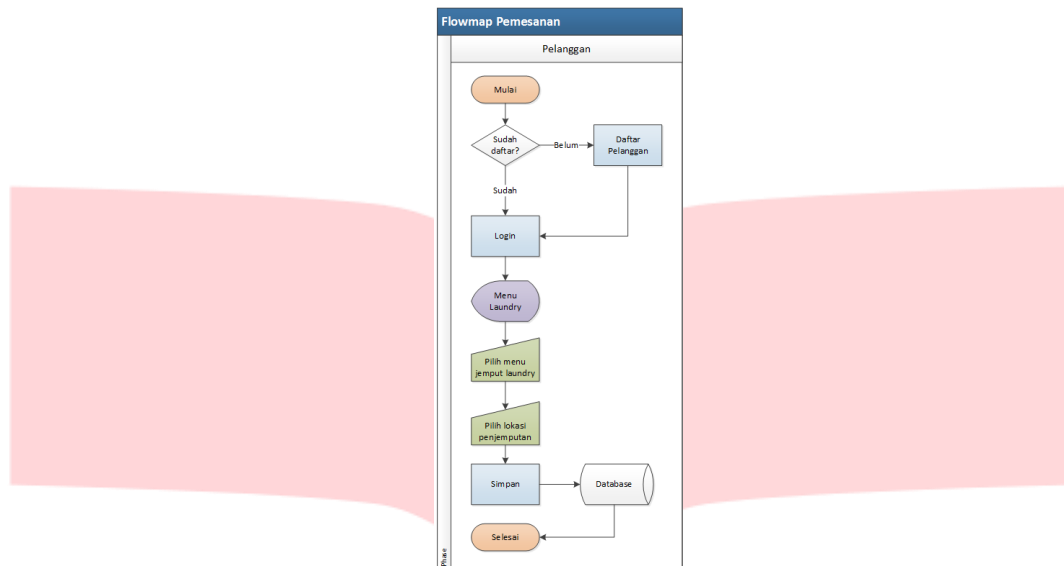 Flowmap Pemesanan
Pelanggan
Mulai
Sudah
daftar?
Belum
Daftar
Pelanggan
Sudah
Login
Menu
Laundry
Pilih menu
jemput laundry
Pilih lokasi
penjemputan
Simpan
Database
Selesai
Phase